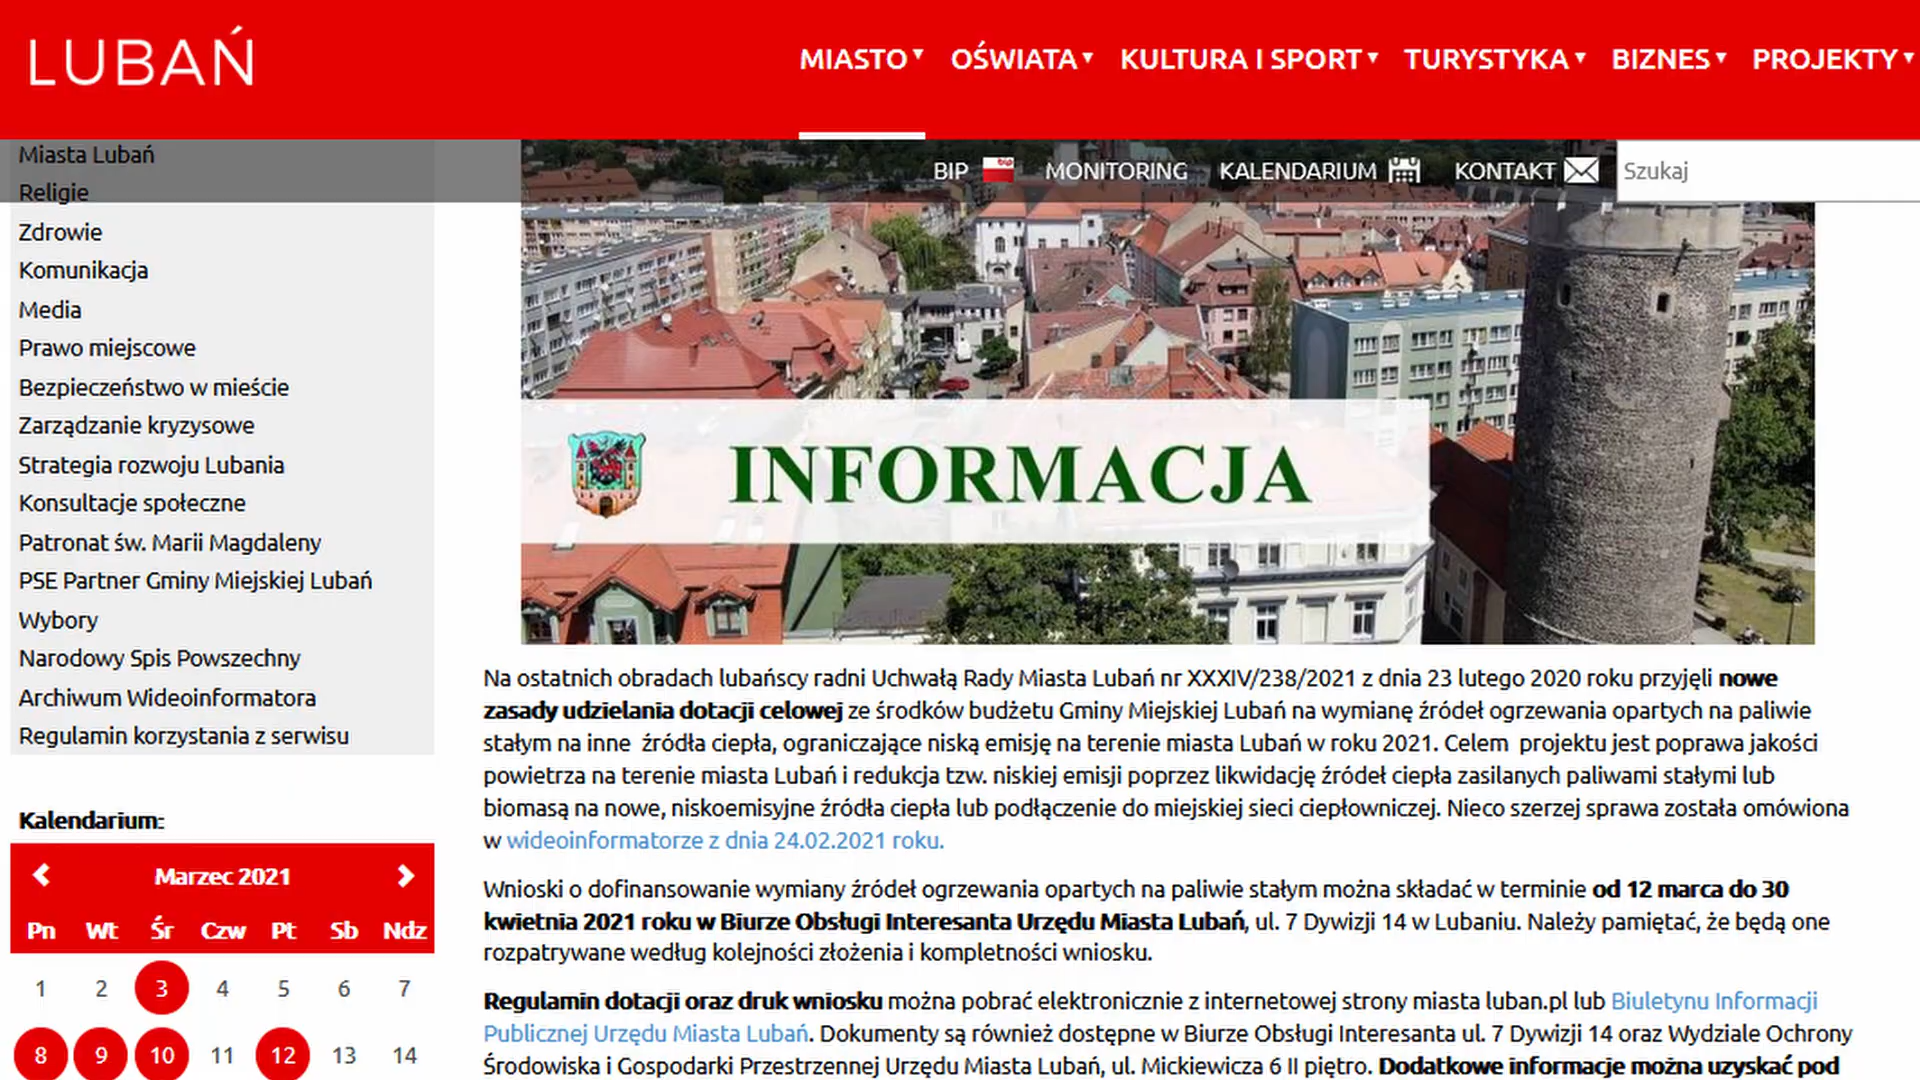 LUBAŃ
MIASTO OŚWIATA KULTURA I SPORT TURYSTYKA BIZNES PROJEKTY
BIP bip MONITORING KALENDARIUM KONTAKT Szukaj
Miasta Lubań
Religie
Zdrowie
Komunikacja
Media
Prawo miejscowe
Bezpieczeństwo w mieście
Zarządzanie kryzysowe
Strategia rozwoju Lubania
Konsultacje społeczne
Patronat św. Marii Magdaleny
PSE Partner Gminy Miejskiej Lubań
Wybory
Narodowy Spis Powszechny
Archiwum Wideoinformatora
Regulamin korzystania z serwisu
Kalendarium:
Marzec 2021
Pn Wt Śr Czw Pt Sb Ndz
1 2 3 4 5 6 7
8 9 10 11 12 13 14
INFORMACJA
Na ostatnich obradach lubańscy radni Uchwałą Rady Miasta Lubań nr XXXIV/238/2021 z dnia 23 lutego 2020 roku przyjęli nowe
zasady udzielania dotacji celowej ze środków budżetu Gminy Miejskiej Lubań na wymianę źródeł ogrzewania opartych na paliwie
stałym na inne źródła ciepła, ograniczające niską emisję na terenie miasta Lubań w roku 2021. Celem projektu jest poprawa jakości
powietrza na terenie miasta Lubań i redukcja tzw. niskiej emisji poprzez likwidację źródeł ciepła zasilanych paliwami stałymi lub
biomasą na nowe, niskoemisyjne źródła ciepła lub podłączenie do miejskiej sieci ciepłowniczej. Nieco szerzej sprawa została omówiona
w wideoinformatorze z dnia 24.02.2021 roku.
Wnioski o dofinansowanie wymiany źródeł ogrzewania opartych na paliwie stałym można składać w terminie od 12 marca do 30
kwietnia 2021 roku w Biurze Obsługi Interesanta Urzędu Miasta Lubań, ul. 7 Dywizji 14 w Lubaniu. Należy pamiętać, że będą one
rozpatrywane według kolejności złożenia i kompletności wniosku.
Regulamin dotacji oraz druk wniosku można pobrać elektronicznie z internetowej strony miasta luban.pl lub Biuletynu Informacji
Publicznej Urzędu Miasta Lubań. Dokumenty są również dostępne w Biurze Obsługi Interesanta ul. 7 Dywizji 14 oraz Wydziale Ochrony
Środowiska i Gospodarki Przestrzennej Urzędu Miasta Lubań, ul. Mickiewicza 6 II piętro. Dodatkowe informacje można uzyskać pod